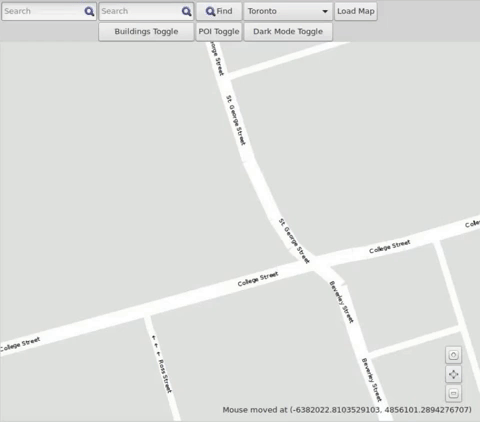 Search
Search
Find
Toronto
Load Map
Buildings Toggle
POI Toggle
Dark Mode Toggle
orge Street
St. George Street
St. George Street
College Street
College Street
College Street
Colle
Beverley Street
Beverley Street
← ← ← Ross Street
Mouse moved at (-6382022.8103529103, 4856101.2894276707)